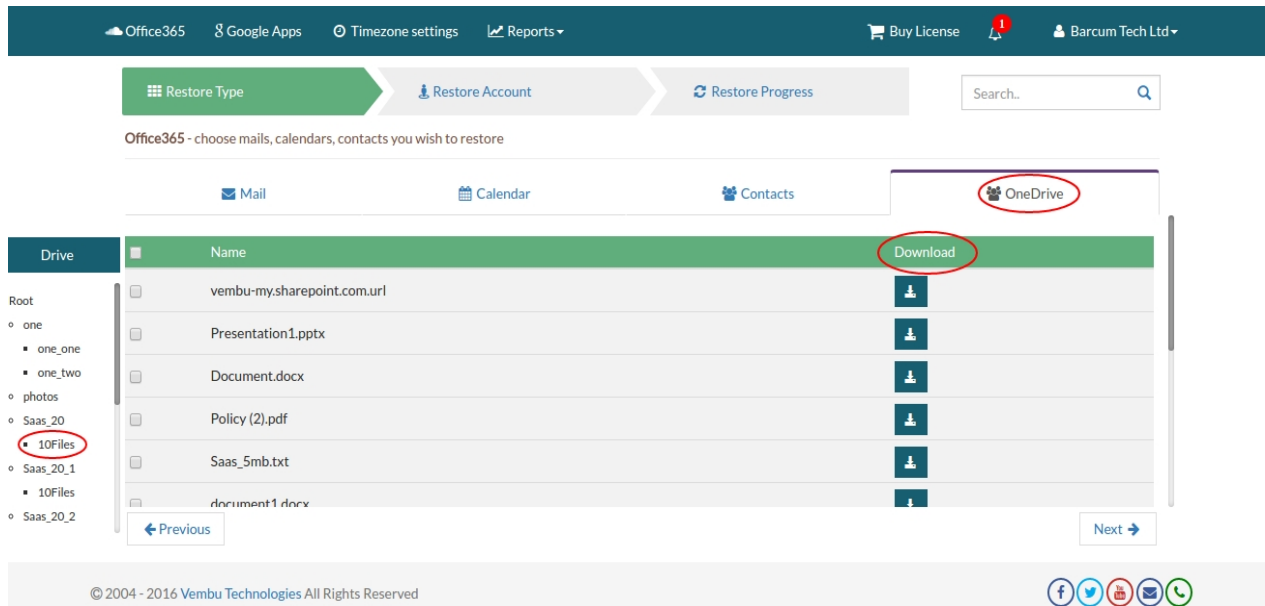 Office365 Google Apps Timezone settings Reports Buy License 1 Barcum Tech Ltd
Restore Type Restore Account Restore Progress Search..
Office365 - choose mails, calendars, contacts you wish to restore
Mail Calendar Contacts OneDrive
Drive
Name Download
Root
one
one_one
one_two
photos
Saas_20
10Files
Saas_20_1
10Files
Saas_20_2
vembu-my.sharepoint.com.url
Presentation1.pptx
Document.docx
Policy (2).pdf
Saas_5mb.txt
document1.docx
Previous Next
© 2004 - 2016 Vembu Technologies All Rights Reserved